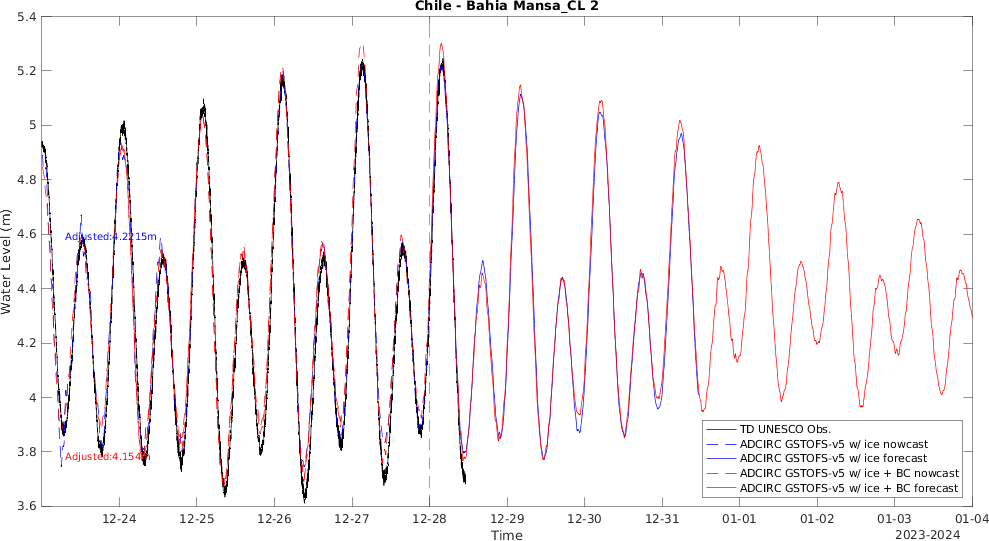 Chile - Bahia Mansa_CL 2
5.4
5.2
5
4.8
4.6
4.4
4.2
4
3.8
3.6
Water Level (m)
Adjusted:4.2215m
Adjusted:4.154
TD UNESCO Obs.
ADCIRC GSTOFS-v5 w/ ice nowcast
ADCIRC GSTOFS-v5 w/ ice forecast
ADCIRC GSTOFS-v5 w/ ice + BC nowcast
ADCIRC GSTOFS-v5 w/ ice + BC forecast
12-24 12-25 12-26 12-27 12-28 12-29 12-30 12-31 01-01 01-02 01-03 01-04
Time
2023-2024